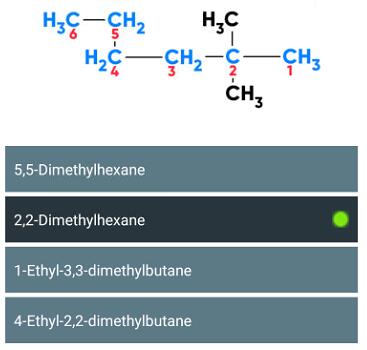 H₃C—CH₂ H₃C
6 5
H₂C—CH₂—C—CH₃
4 3 2 1
CH₃
5,5-Dimethylhexane
2,2-Dimethylhexane
1-Ethyl-3,3-dimethylbutane
4-Ethyl-2,2-dimethylbutane